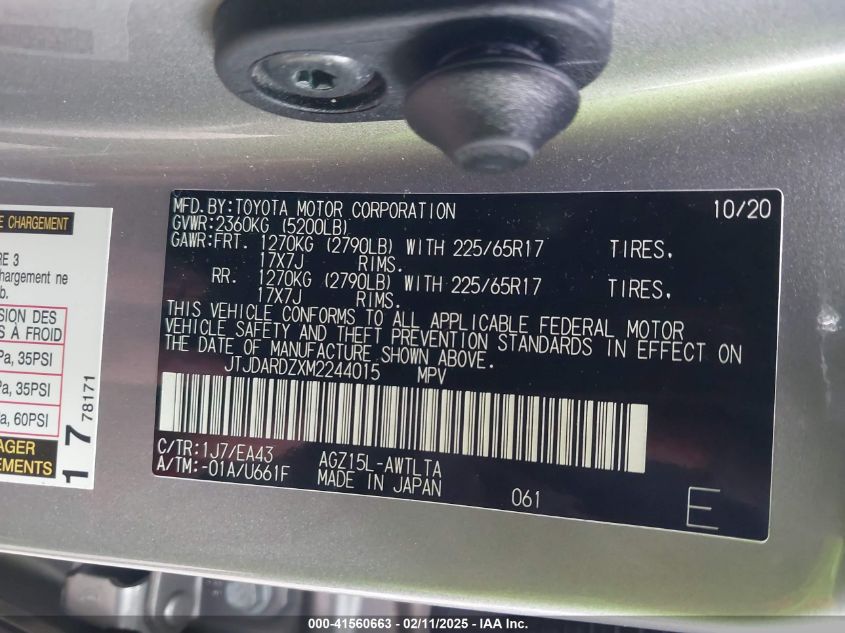 MFD.BY:TOYOTA MOTOR CORPORATION 10/20
GVWR:2360KG (5200LB)
GAWR:FRT. 1270KG (2790LB) WITH 225/65R17 TIRES,
17X7J RIMS.
RR. 1270KG (2790LB) WITH 225/65R17 TIRES,
17X7J RIMS.
THIS VEHICLE CONFORMS TO ALL APPLICABLE FEDERAL MOTOR
VEHICLE SAFETY AND THEFT PREVENTION STANDARDS IN EFFECT ON
THE DATE OF MANUFACTURE SHOWN ABOVE.
JTJDARDZXM2244015 MPV
C/TR:1J7/EA43 AGZ15L-AWTLTA
A/TM:-01A/U661F MADE IN JAPAN 061 E
E CHARGEMENT
RE 3
hargement ne
b.
SION DES
S À FROID
Pa, 35PSI
Pa, 35PSI
a, 60PSI
AGER
EMENTS
17 78171
000-41560663 - 02/11/2025 - IAA Inc.